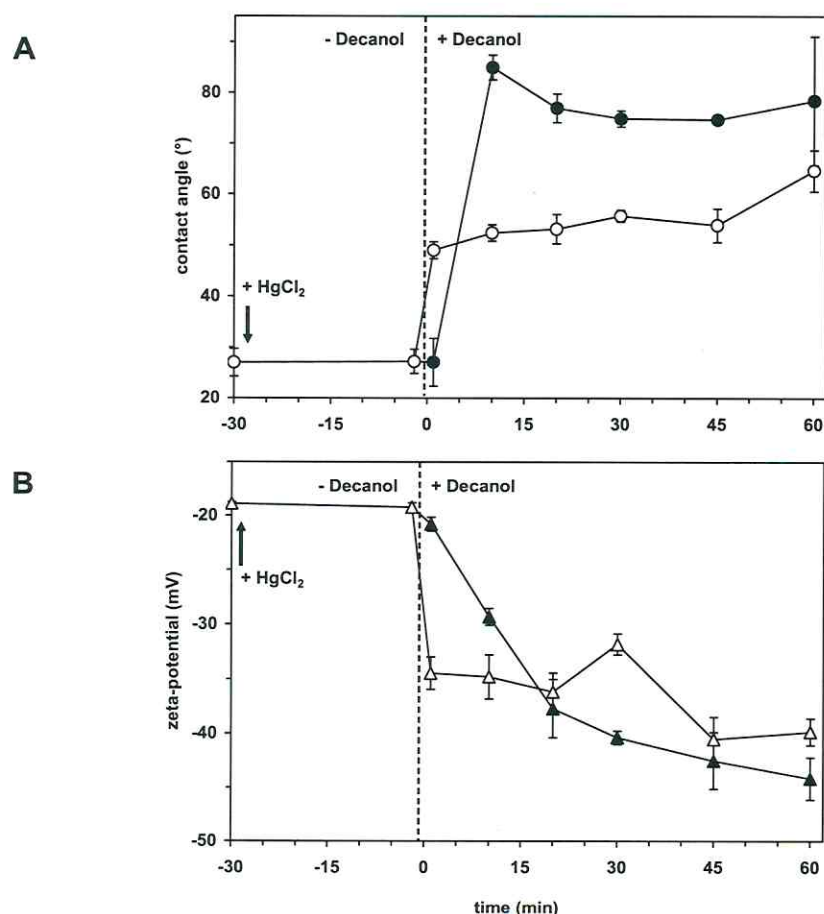 A
- Decanol + Decanol
80
60
40
20
contact angle (°)
+ HgCl₂
-30 -15 0 15 30 45 60
B
- Decanol + Decanol
-20
-30
-40
-50
zeta-potential (mV)
+ HgCl₂
-30 -15 0 15 30 45 60
time (min)